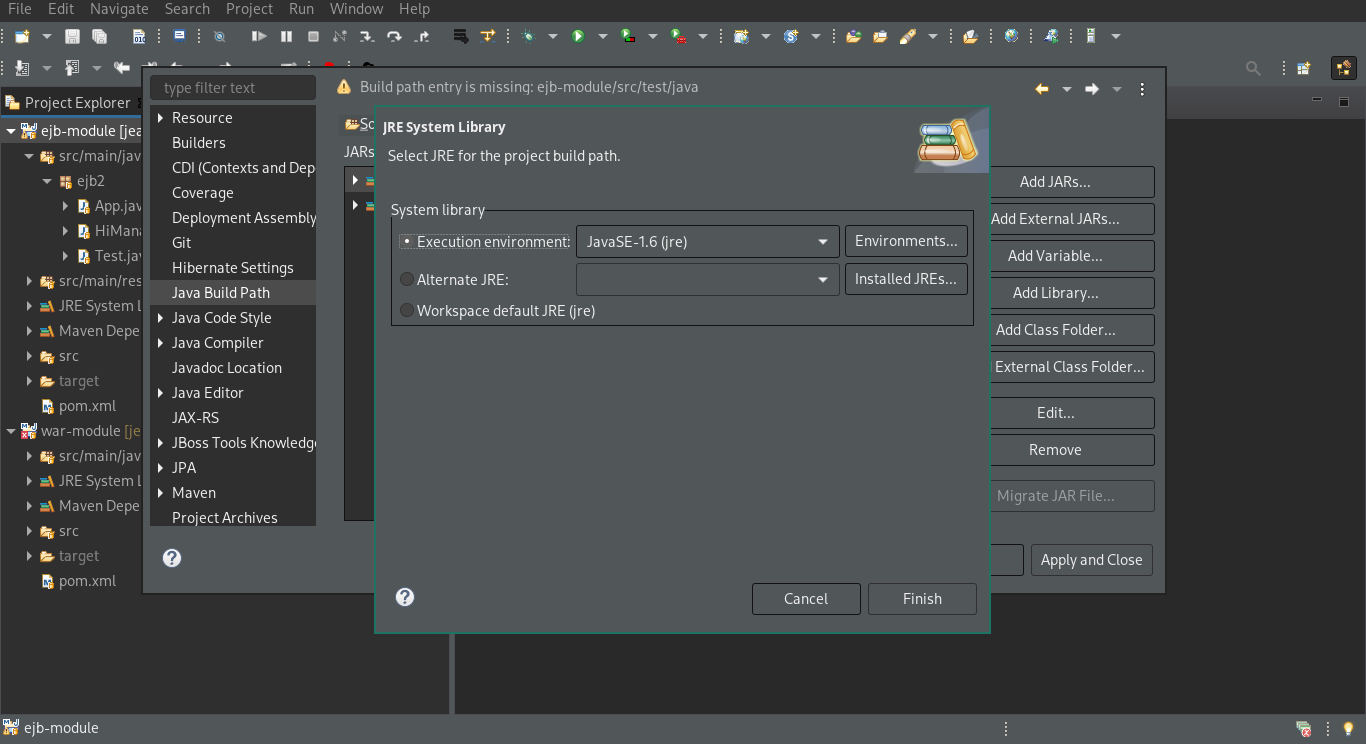 File Edit Navigate Search Project Run Window Help
type filter text
Build path entry is missing: ejb-module/src/test/java
Project Explorer
ejb-module [jea
src/main/jav
ejb2
App.jav
HiMana
Test.jav
src/main/res
JRE System L
Maven Depe
src
target
pom.xml
war-module [je
src/main/jav
JRE System L
Maven Depe
src
target
pom.xml
Resource
Builders
CDI (Contexts and Dep
Coverage
Deployment Assembly
Git
Hibernate Settings
Java Build Path
Java Code Style
Java Compiler
Javadoc Location
Java Editor
JAX-RS
JBoss Tools Knowledge
JPA
Maven
Project Archives
So
JARs
JRE System Library
Select JRE for the project build path.
System library
Execution environment: JavaSE-1.6 (jre) Environments...
Alternate JRE: Installed JREs...
Workspace default JRE (jre)
Cancel Finish
Add JARs...
Add External JARs...
Add Variable...
Add Library...
Add Class Folder...
External Class Folder...
Edit...
Remove
Migrate JAR File...
Apply and Close
ejb-module